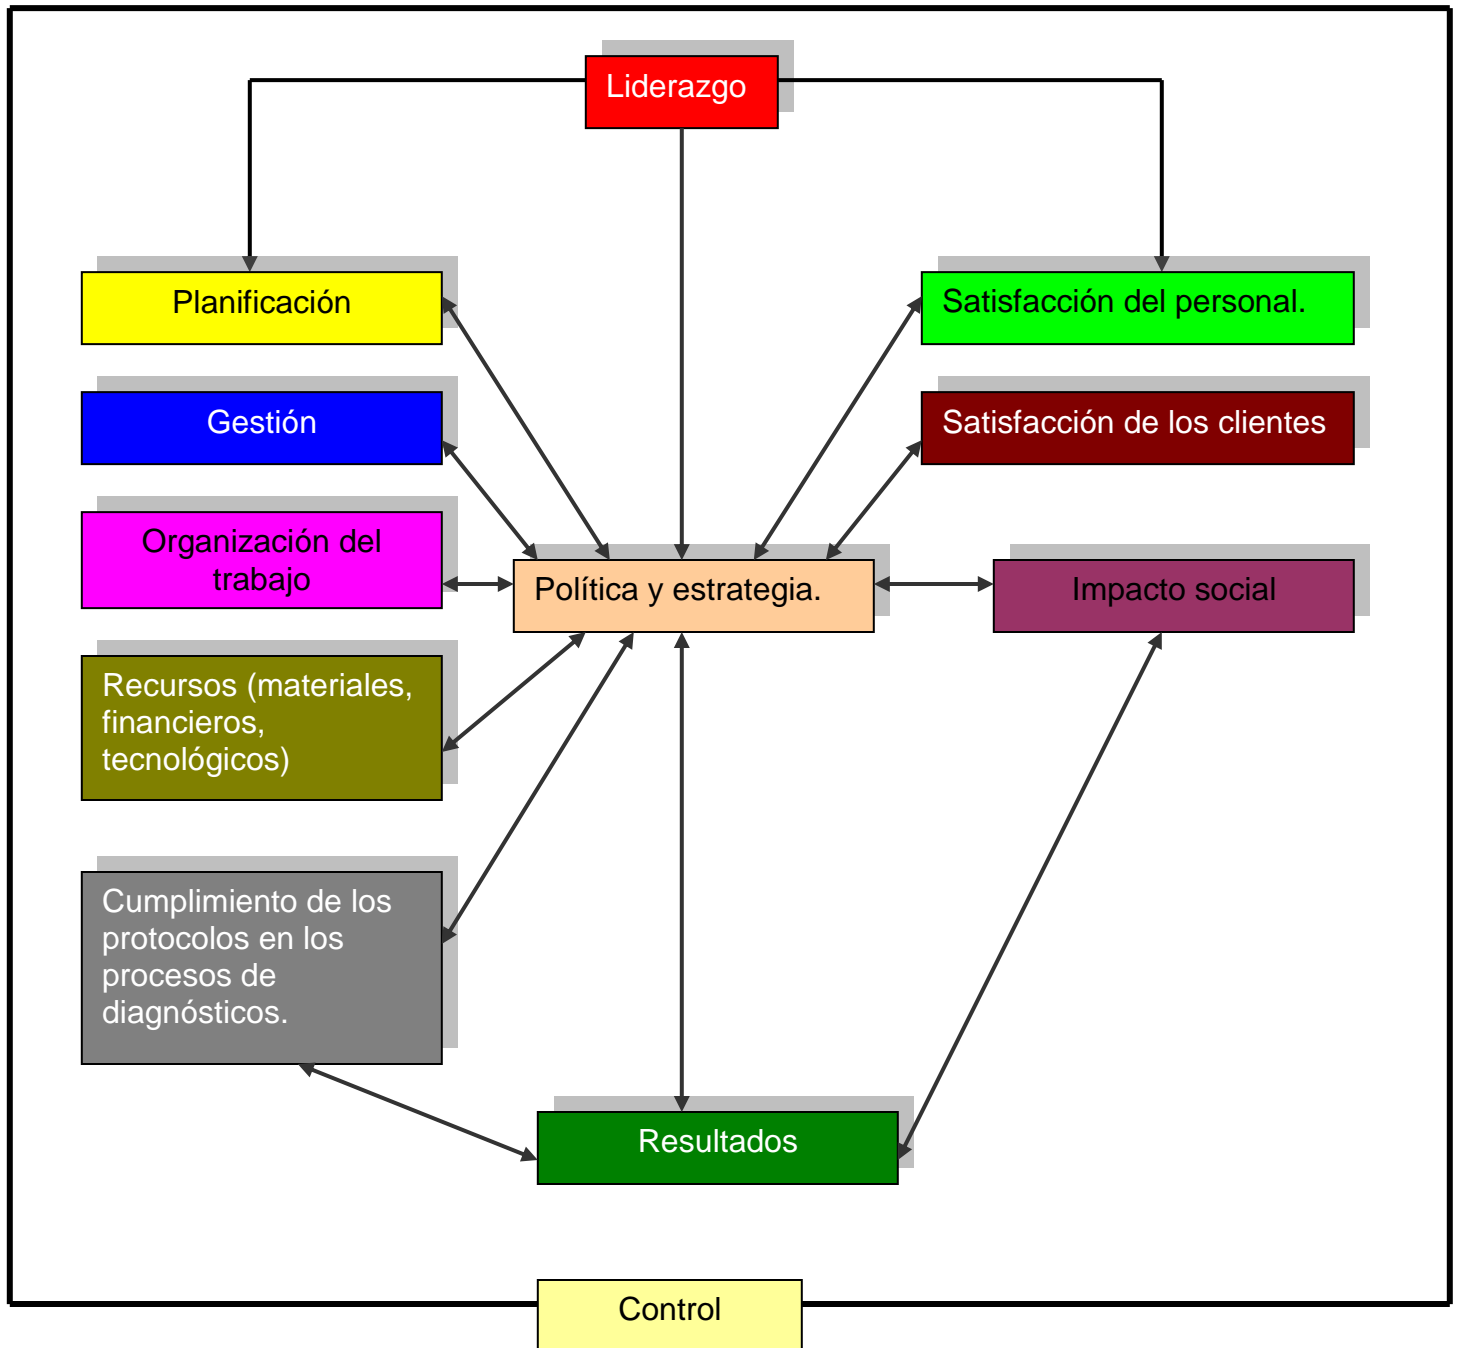 Liderazgo
Planificación
Satisfacción del personal.
Gestión
Satisfacción de los clientes
Organización del
trabajo
Política y estrategia.
Impacto social
Recursos (materiales,
financieros,
tecnológicos)
Cumplimiento de los
protocolos en los
procesos de
diagnósticos.
Resultados
Control